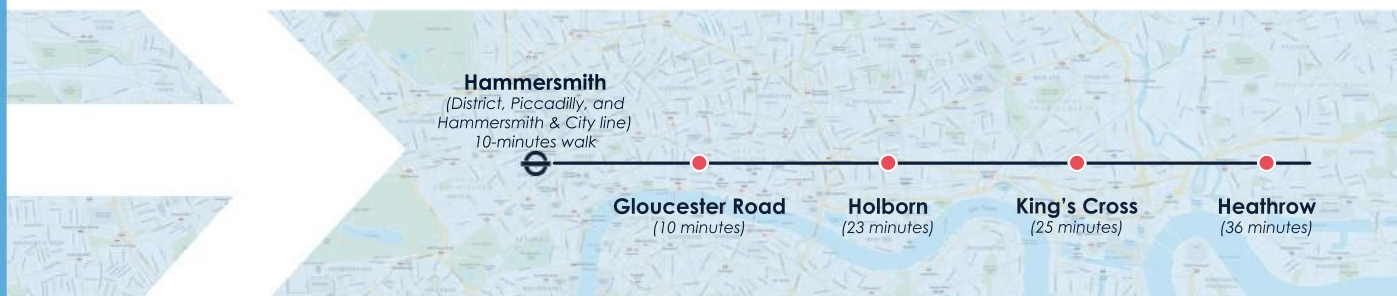 Hammersmith
(District, Piccadilly, and
Hammersmith & City line)
10-minutes walk
Gloucester Road
(10 minutes)
Holborn
(23 minutes)
King's Cross
(25 minutes)
Heathrow
(36 minutes)